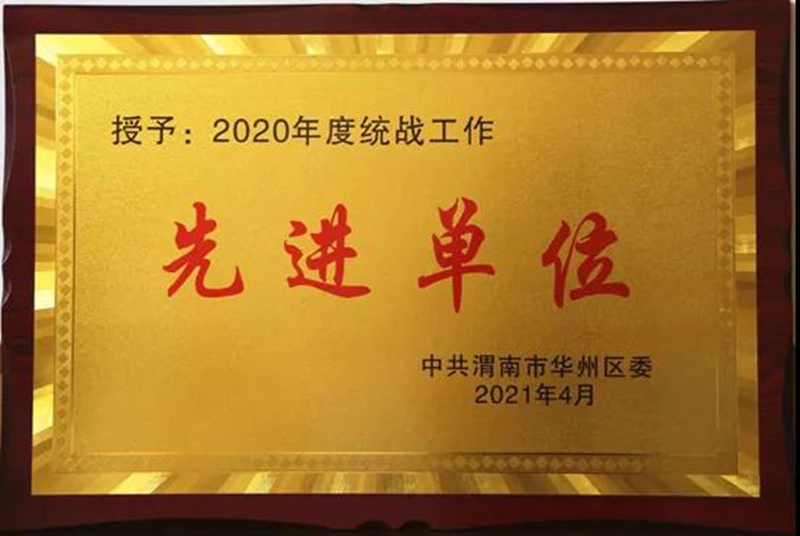 授予：2020年度统战工作
先进单位
中共渭南市华州区委
2021年4月